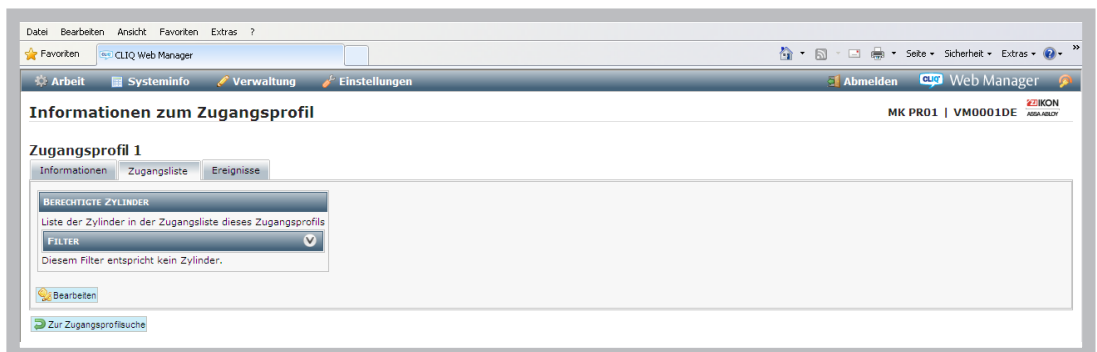 Datei Bearbeiten Ansicht Favoriten Extras ?
Favoriten CLIQ Web Manager Seite Sicherheit Extras »
Arbeit Systeminfo Verwaltung Einstellungen Abmelden CLIQ Web Manager
Informationen zum Zugangsprofil MK PR01 | VM0001DE IKON
ASSA ABLOY
Zugangsprofil 1
Informationen Zugangsliste Ereignisse
BERECHTIGTE ZYLINDER
Liste der Zylinder in der Zugangsliste dieses Zugangsprofils
FILTER
Diesem Filter entspricht kein Zylinder.
Bearbeiten
Zur Zugangsprofilsuche